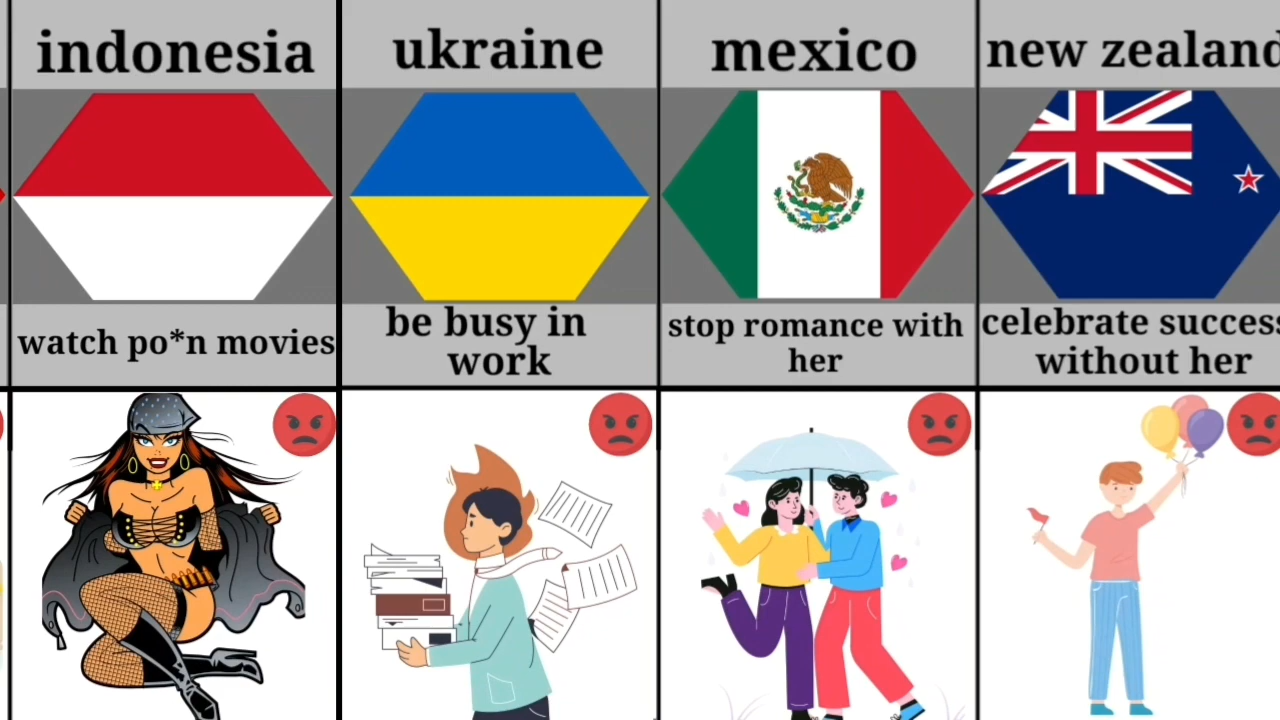 indonesia
watch po*n movies
ukraine
be busy in
work
mexico
stop romance with
her
new zealand
celebrate success
without her